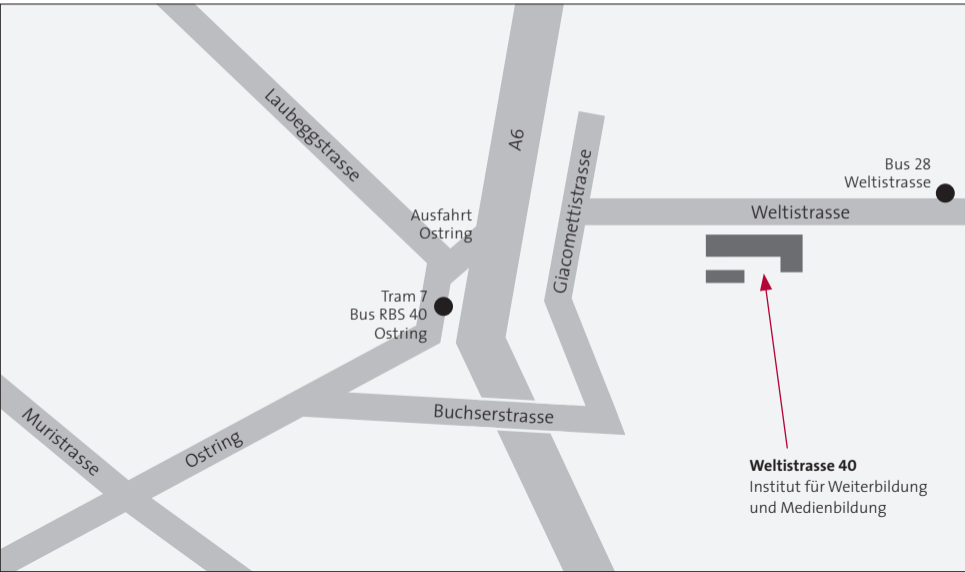 Laubeggstrasse
A6
Giacomettistrasse
Bus 28
Weltistrasse
Weltistrasse
Ausfahrt
Ostring
Tram 7
Bus RBS 40
Ostring
Buchserstrasse
Muristrasse
Ostring
Weltistrasse 40
Institut für Weiterbildung
und Medienbildung